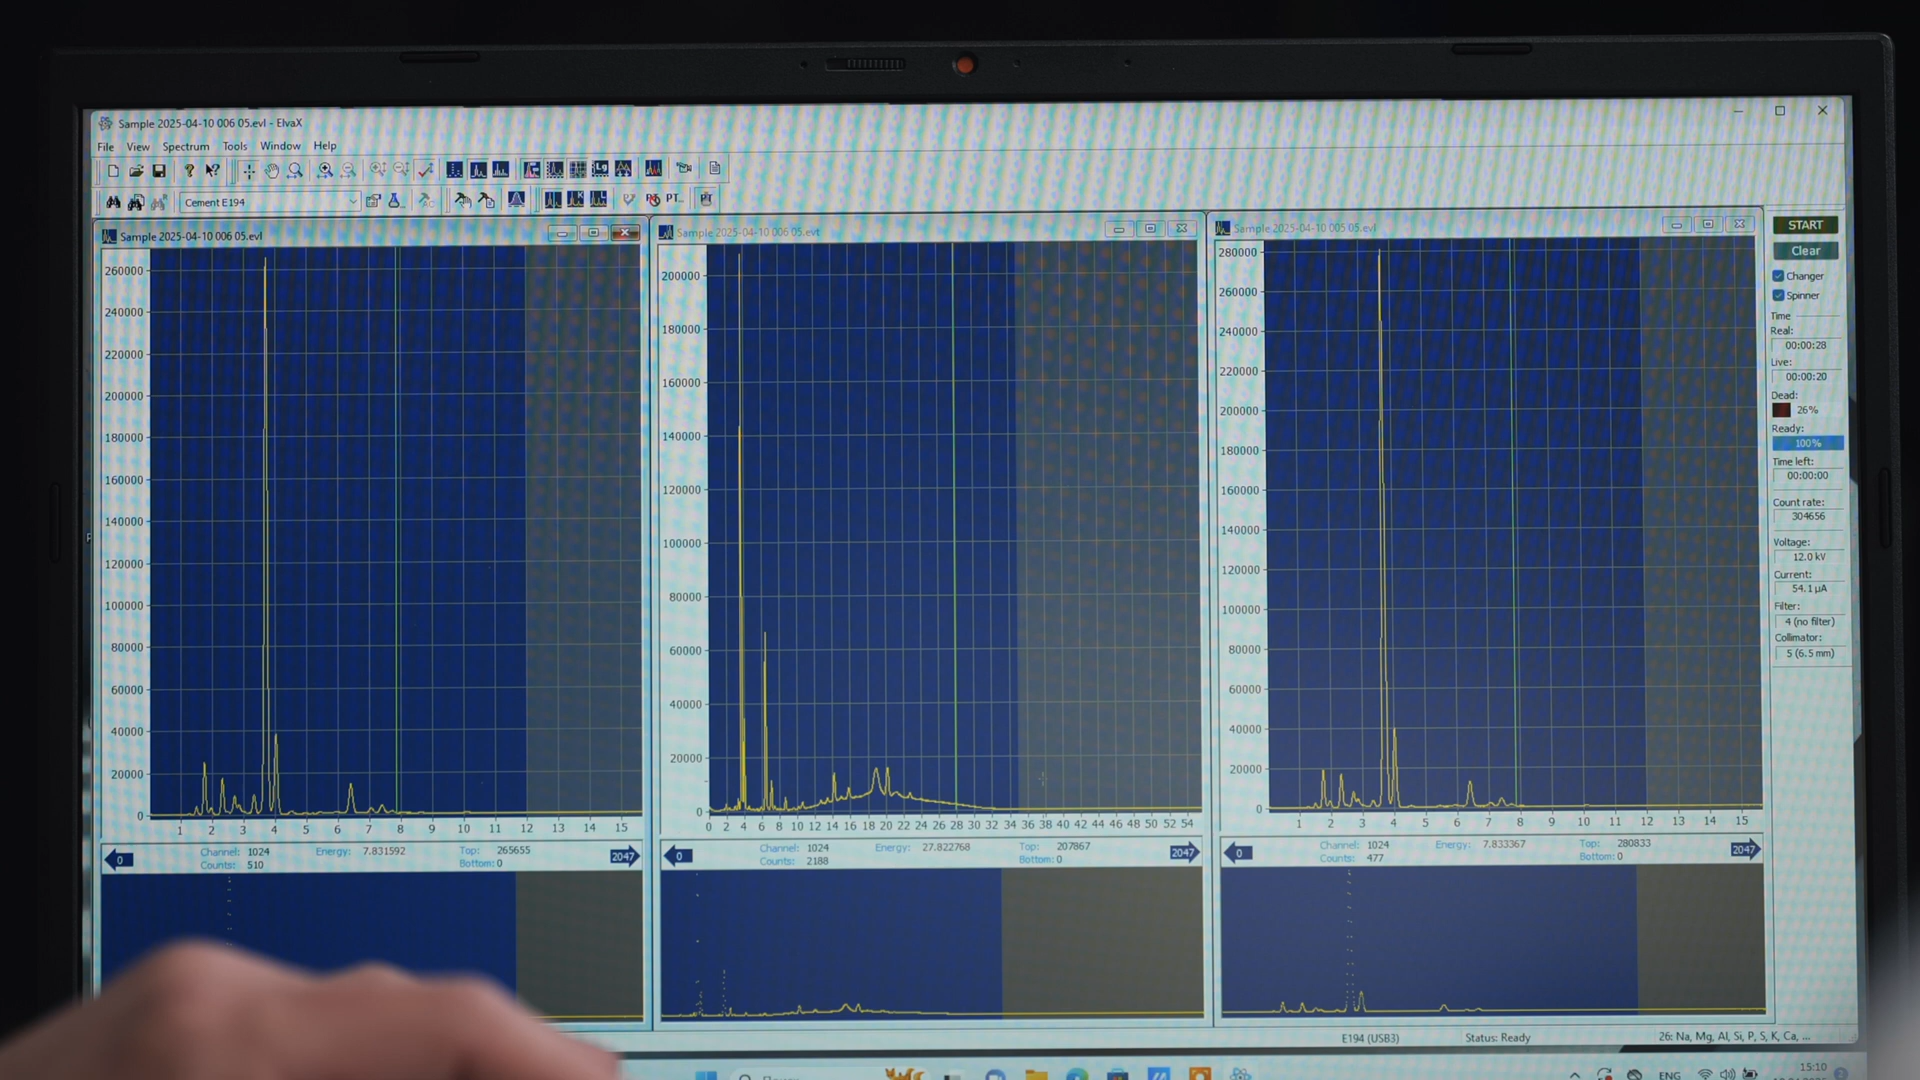 Sample 2025-04-10 006 05.evl - ElvaX
File View Spectrum Tools Window Help
Cement E194
Sample 2025-04-10 006 05.evl
260000
240000
220000
200000
180000
160000
140000
120000
100000
80000
60000
40000
20000
0
1 2 3 4 5 6 7 8 9 10 11 12 13 14 15
0 Channel: 1024 Energy: 7.831592 Top: 265655 2047
Counts: 510 Bottom: 0
Sample 2025-04-10 006 05.evt
200000
180000
160000
140000
120000
100000
80000
60000
40000
20000
0
0 2 4 6 8 10 12 14 16 18 20 22 24 26 28 30 32 34 36 38 40 42 44 46 48 50 52 54
0 Channel: 1024 Energy: 27.822768 Top: 207867 2047
Counts: 2188 Bottom: 0
Sample 2025-04-10 005 05.evl
280000
260000
240000
220000
200000
180000
160000
140000
120000
100000
80000
60000
40000
20000
0
1 2 3 4 5 6 7 8 9 10 11 12 13 14 15
0 Channel: 1024 Energy: 7.833367 Top: 280833 2047
Counts: 477 Bottom: 0
START
Clear
Changer
Spinner
Time
Real:
00:00:28
Live:
00:00:20
Dead:
26%
Ready:
100%
Time left:
00:00:00
Count rate:
304656
Voltage:
12.0 kV
Current:
54.1 µA
Filter:
4 (no filter)
Collimator:
5 (6.5 mm)
E194 (USB3) Status: Ready 26: Na, Mg, Al, Si, P, S, K, Ca, ...
ENG 15:10